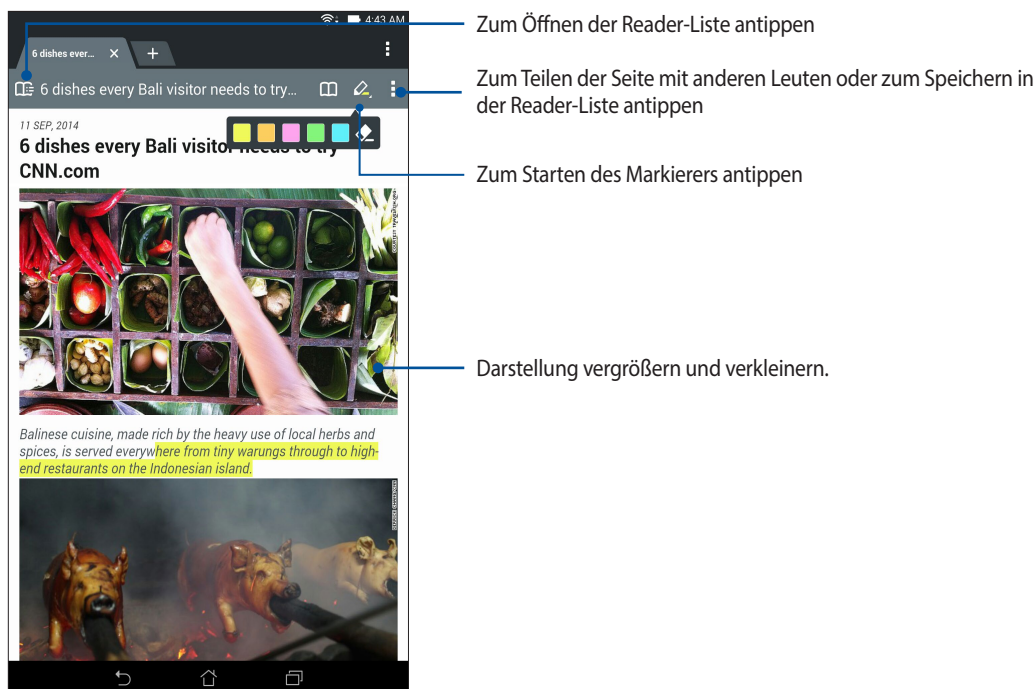 4:43 AM
6 dishes ever...
6 dishes every Bali visitor needs to try...
11 SEP, 2014
6 dishes every Bali visitor needs to try
CNN.com
Balinese cuisine, made rich by the heavy use of local herbs and
spices, is served everywhere from tiny warungs through to high-
end restaurants on the Indonesian island.
Zum Öffnen der Reader-Liste antippen
Zum Teilen der Seite mit anderen Leuten oder zum Speichern in
der Reader-Liste antippen
Zum Starten des Markierers antippen
Darstellung vergrößern und verkleinern.